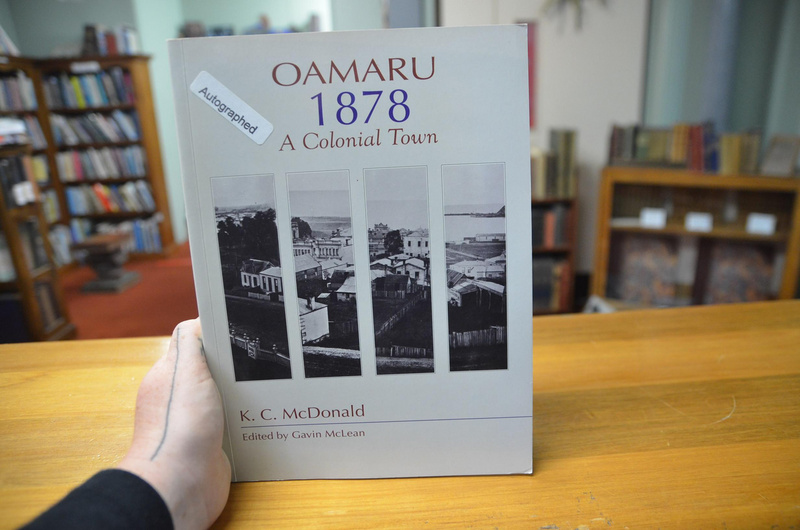 OAMARU
1878
A Colonial Town
Autographed
K. C. McDonald
Edited by Gavin McLean